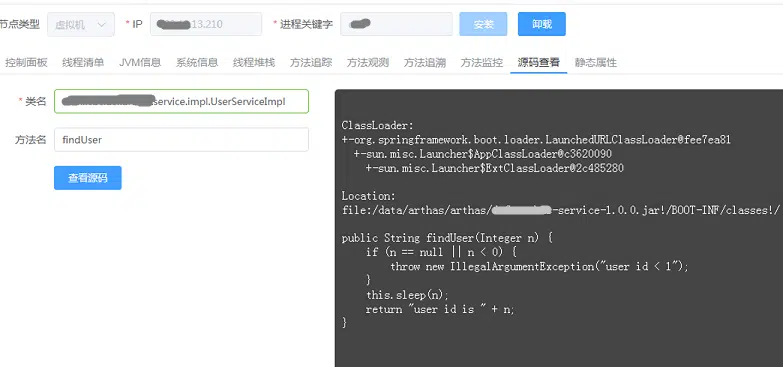 节点类型 虚拟机 * IP 13.210 * 进程关键字 安装 卸载
控制面板 线程清单 JVM信息 系统信息 线程堆栈 方法追踪 方法观测 方法追溯 方法监控 源码查看 静态属性
* 类名 service.impl.UserServiceImpl
方法名 findUser
查看源码
ClassLoader:
+-org.springframework.boot.loader.LaunchedURLClassLoader@fee7ea81
+-sun.misc.Launcher$AppClassLoader@c3620090
+-sun.misc.Launcher$ExtClassLoader@2c485280
Location:
file:/data/arthas/arthas/ -service-1.0.0.jar!/BOOT-INF/classes!/
public String findUser(Integer n) {
if (n == null || n < 0) {
throw new IllegalArgumentException("user id < 1");
}
this.sleep(n);
return "user id is " + n;
}